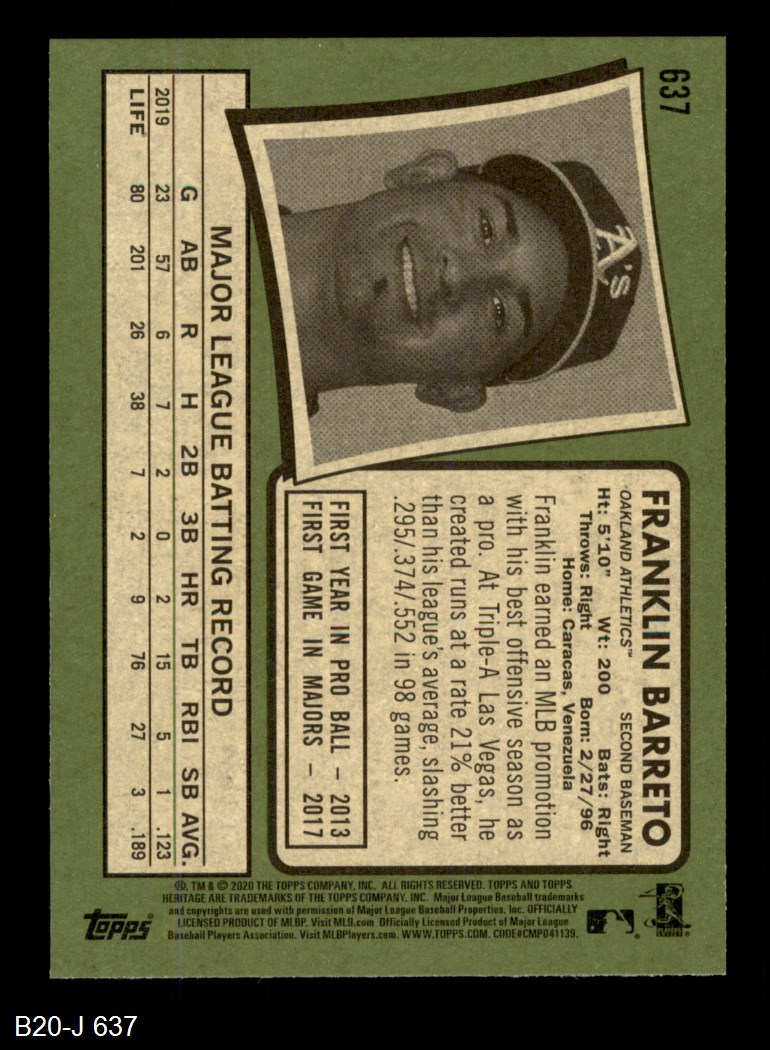 637
A's
FRANKLIN BARRETO
OAKLAND ATHLETICS™ SECOND BASEMAN
Ht: 5'10" Wt: 200 Bats: Right
Throws: Right Born: 2/27/96
Home: Caracas, Venezuela
Franklin earned an MLB promotion
with his best offensive season as
a pro. At Triple-A Las Vegas, he
created runs at a rate 21% better
than his league's average, slashing
.295/.374/.552 in 98 games.
FIRST YEAR IN PRO BALL – 2013
FIRST GAME IN MAJORS – 2017
MAJOR LEAGUE BATTING RECORD
G AB R H 2B 3B HR TB RBI SB AVG.
2019 23 57 6 7 2 0 2 15 5 1 .123
LIFE 80 201 26 38 7 2 9 76 27 3 .189
®, TM & © 2020 THE TOPPS COMPANY, INC. ALL RIGHTS RESERVED. TOPPS AND TOPPS
HERITAGE ARE TRADEMARKS OF THE TOPPS COMPANY, INC. Major League Baseball trademarks
and copyrights are used with permission of Major League Baseball Properties, Inc. OFFICIALLY
LICENSED PRODUCT OF MLBP. Visit MLB.com Officially Licensed Product of Major League
Baseball Players Association. Visit MLBPlayers.com. WWW.TOPPS.COM. CODE#CMP041139.
topps
B20-J 637